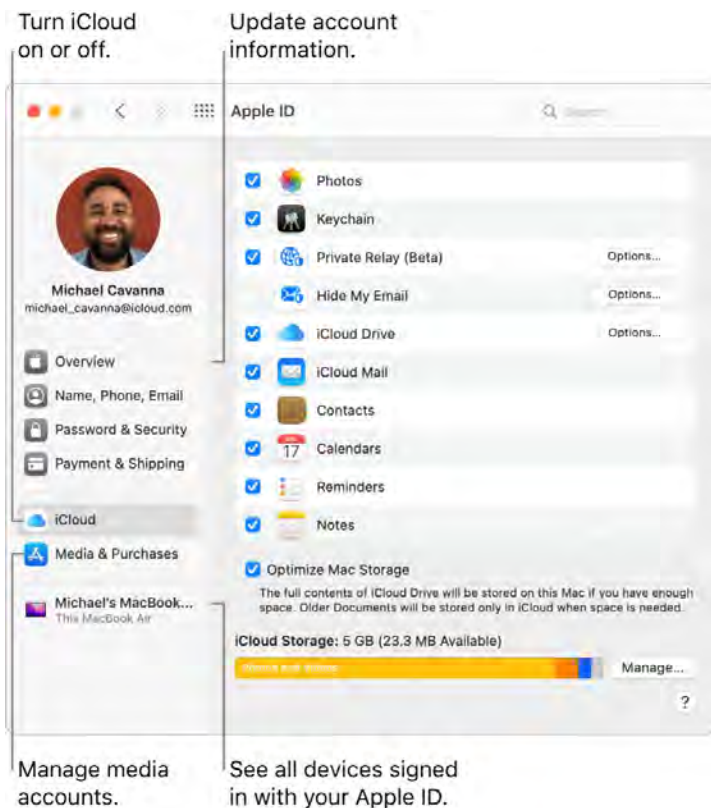 Turn iCloud
on or off.
Update account
information.
Apple ID
Search
Michael Cavanna
michael_cavanna@icloud.com
Overview
Name, Phone, Email
Password & Security
Payment & Shipping
iCloud
Media & Purchases
Michael's MacBook...
This MacBook Air
Photos
Keychain
Private Relay (Beta)
Options...
Hide My Email
Options...
iCloud Drive
Options...
iCloud Mail
Contacts
17
Calendars
Reminders
Notes
Optimize Mac Storage
The full contents of iCloud Drive will be stored on this Mac if you have enough
space. Older Documents will be stored only in iCloud when space is needed.
iCloud Storage: 5 GB (23.3 MB Available)
Manage...
?
Manage media
accounts.
See all devices signed
in with your Apple ID.